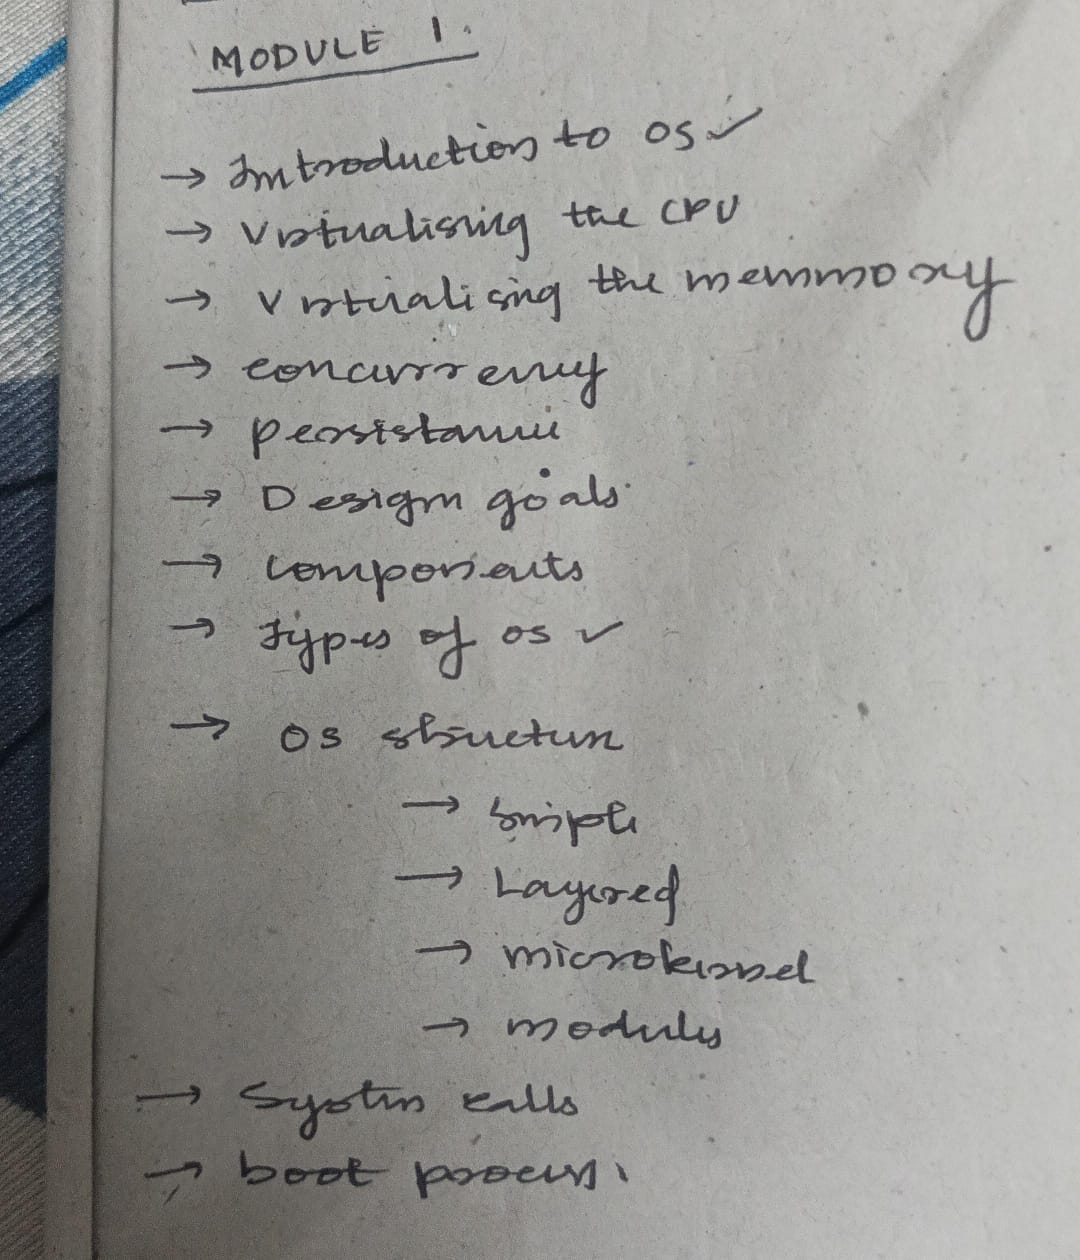 MODULE 1.
→ Introduction to OS ✓
→ Virtualising the CPU
→ Virtualising the memmory
→ concurrency
→ persistance
→ Design goals
→ components
→ Types of OS ✓
→ OS structure
→ Simple
→ Layered
→ microkernel
→ modules
→ System calls
→ boot process.